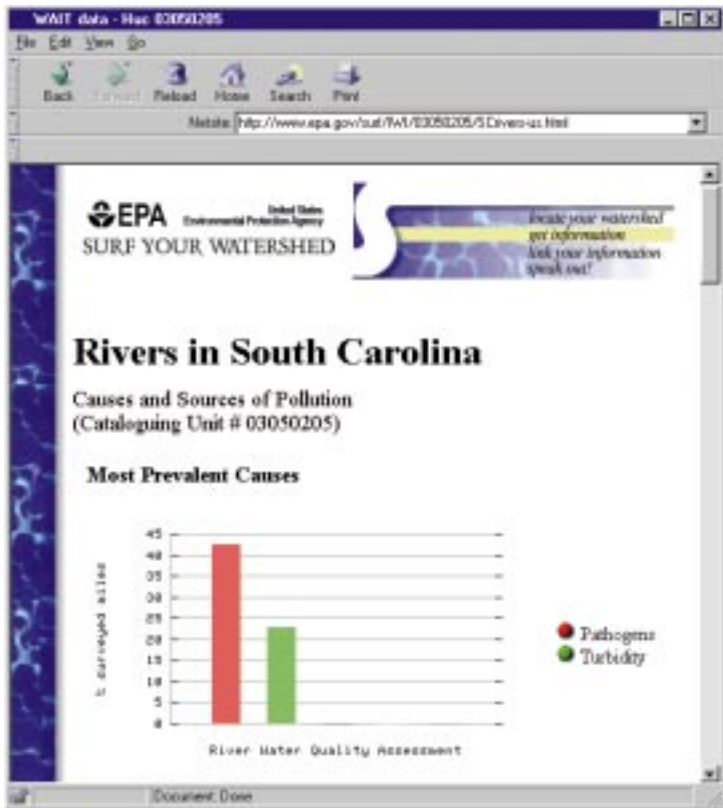 WAIT data - Huc 03050205
File Edit View Go
Back Forward Reload Home Search Print
Netsite: http://www.epa.gov/surf/IWI/03050205/SCrivers-us.html
EPA United States
Environmental Protection Agency
SURF YOUR WATERSHED
locate your watershed
get information
link your information
speak out!
Rivers in South Carolina
Causes and Sources of Pollution
(Cataloguing Unit # 03050205)
Most Prevalent Causes
45
40
35
30
25
20
15
10
5
0
% surveyed miles
River Water Quality Assessment
Pathogens
Turbidity
Document: Done